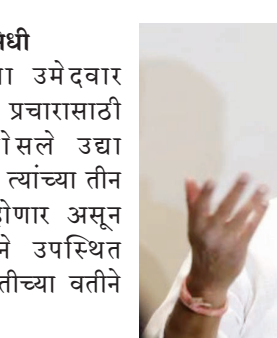 धी
ा उमेदवार
प्रचारासाठी
ोसले उद्या
त्यांच्या तीन
होणार असून
ने उपस्थित
तीच्या वतीने